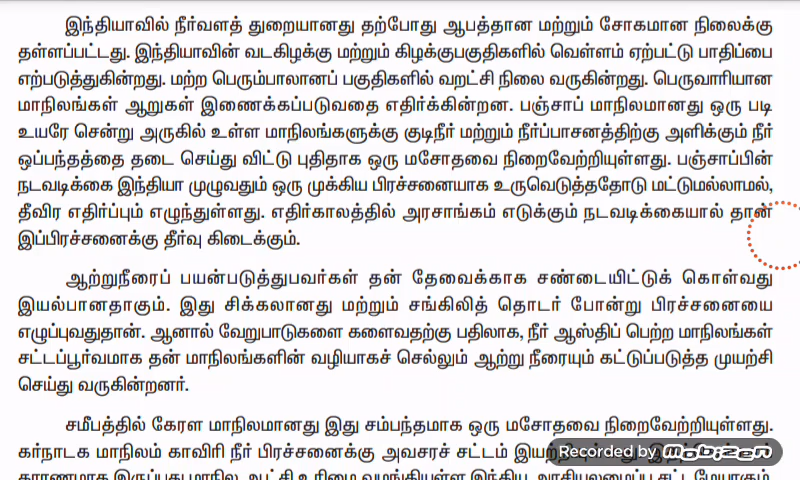 இந்தியாவில் நீர்வளத் துறையானது தற்போது ஆபத்தான மற்றும் சோகமான நிலைக்கு
தள்ளப்பட்டது. இந்தியாவின் வடகிழக்கு மற்றும் கிழக்குபகுதிகளில் வெள்ளம் ஏற்பட்டு பாதிப்பை
ஏற்படுத்துகின்றது. மற்ற பெரும்பாலானப் பகுதிகளில் வறட்சி நிலை வருகின்றது. பெருவாரியான
மாநிலங்கள் ஆறுகள் இணைக்கப்படுவதை எதிர்க்கின்றன. பஞ்சாப் மாநிலமானது ஒரு படி
உயரே சென்று அருகில் உள்ள மாநிலங்களுக்கு குடிநீர் மற்றும் நீர்ப்பாசனத்திற்கு அளிக்கும் நீர்
ஒப்பந்தத்தை தடை செய்து விட்டு புதிதாக ஒரு மசோதவை நிறைவேற்றியுள்ளது. பஞ்சாப்பின்
நடவடிக்கை இந்தியா முழுவதும் ஒரு முக்கிய பிரச்சனையாக உருவெடுத்ததோடு மட்டுமல்லாமல்,
தீவிர எதிர்ப்பும் எழுந்துள்ளது. எதிர்காலத்தில் அரசாங்கம் எடுக்கும் நடவடிக்கையால் தான்
இப்பிரச்சனைக்கு தீர்வு கிடைக்கும்.
ஆற்றுநீரைப் பயன்படுத்துபவர்கள் தன் தேவைக்காக சண்டையிட்டுக் கொள்வது
இயல்பானதாகும். இது சிக்கலானது மற்றும் சங்கிலித் தொடர் போன்று பிரச்சனையை
எழுப்புவதுதான். ஆனால் வேறுபாடுகளை களைவதற்கு பதிலாக, நீர் ஆஸ்திப் பெற்ற மாநிலங்கள்
சட்டப்பூர்வமாக தன் மாநிலங்களின் வழியாகச் செல்லும் ஆற்று நீரையும் கட்டுப்படுத்த முயற்சி
செய்து வருகின்றனர்.
சமீபத்தில் கேரள மாநிலமானது இது சம்பந்தமாக ஒரு மசோதவை நிறைவேற்றியுள்ளது.
கர்நாடக மாநிலம் காவிரி நீர் பிரச்சனைக்கு அவசரச் சட்டம்
Recorded by mobizen